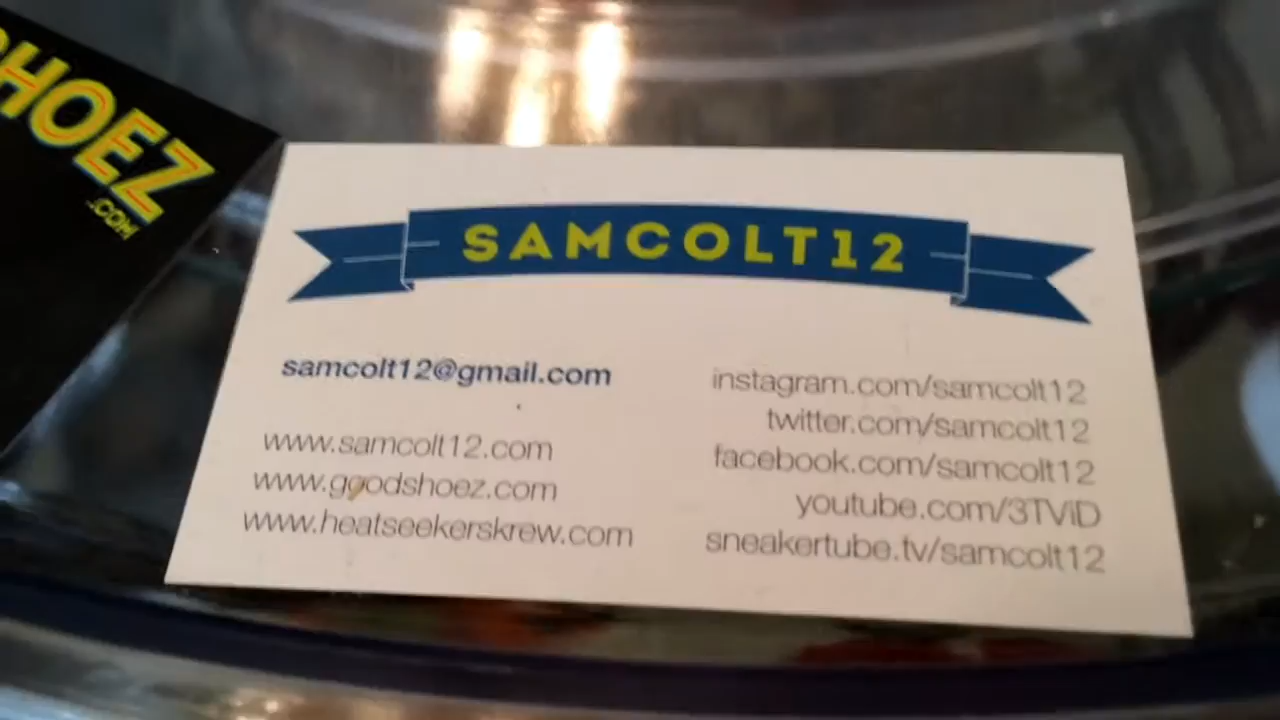 HOEZ
.COM
SAMCOLT12
samcolt12@gmail.com
www.samcolt12.com
www.goodshoez.com
www.heatseekerskrew.com
instagram.com/samcolt12
twitter.com/samcolt12
facebook.com/samcolt12
youtube.com/3TViD
sneakertube.tv/samcolt12